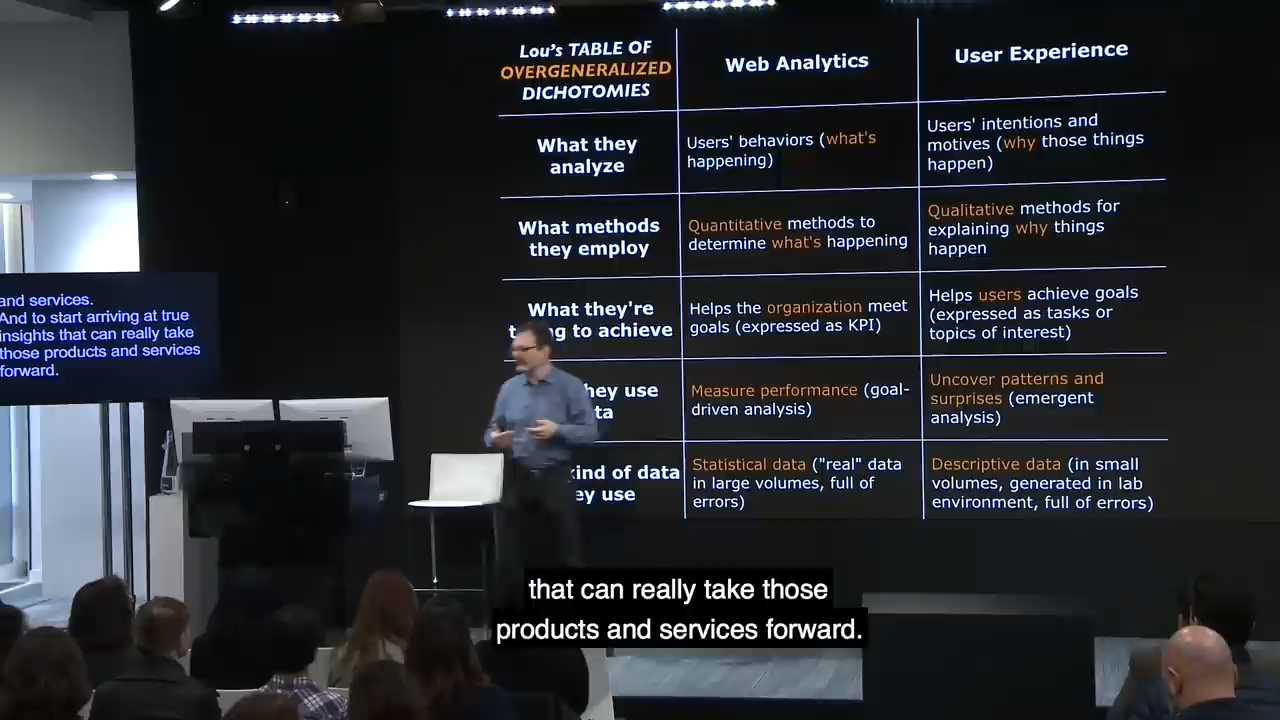 Lou's TABLE OF
OVERGENERALIZED
DICHOTOMIES
Web Analytics
User Experience
What they
analyze
Users' behaviors (what's
happening)
Users' intentions and
motives (why those things
happen)
What methods
they employ
Quantitative methods to
determine what's happening
Qualitative methods for
explaining why things
happen
What they're
to achieve
Helps the organization meet
goals (expressed as KPI)
Helps users achieve goals
(expressed as tasks or
topics of interest)
they use
Measure performance (goal-
driven analysis)
Uncover patterns and
surprises (emergent
analysis)
kind of data
use
Statistical data ("real" data
in large volumes, full of
errors)
Descriptive data (in small
volumes, generated in lab
environment, full of errors)
and services.
And to start arriving at true
insights that can really take
those products and services
forward.
that can really take those
products and services forward.